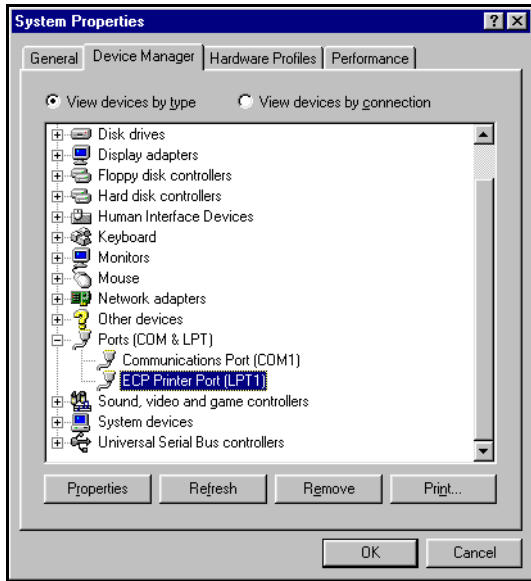 System Properties
General Device Manager Hardware Profiles Performance
View devices by type View devices by connection
Disk drives
Display adapters
Floppy disk controllers
Hard disk controllers
Human Interface Devices
Keyboard
Monitors
Mouse
Network adapters
Other devices
Ports (COM & LPT)
Communications Port (COM1)
ECP Printer Port (LPT1)
Sound, video and game controllers
System devices
Universal Serial Bus controllers
Properties Refresh Remove Print...
OK Cancel